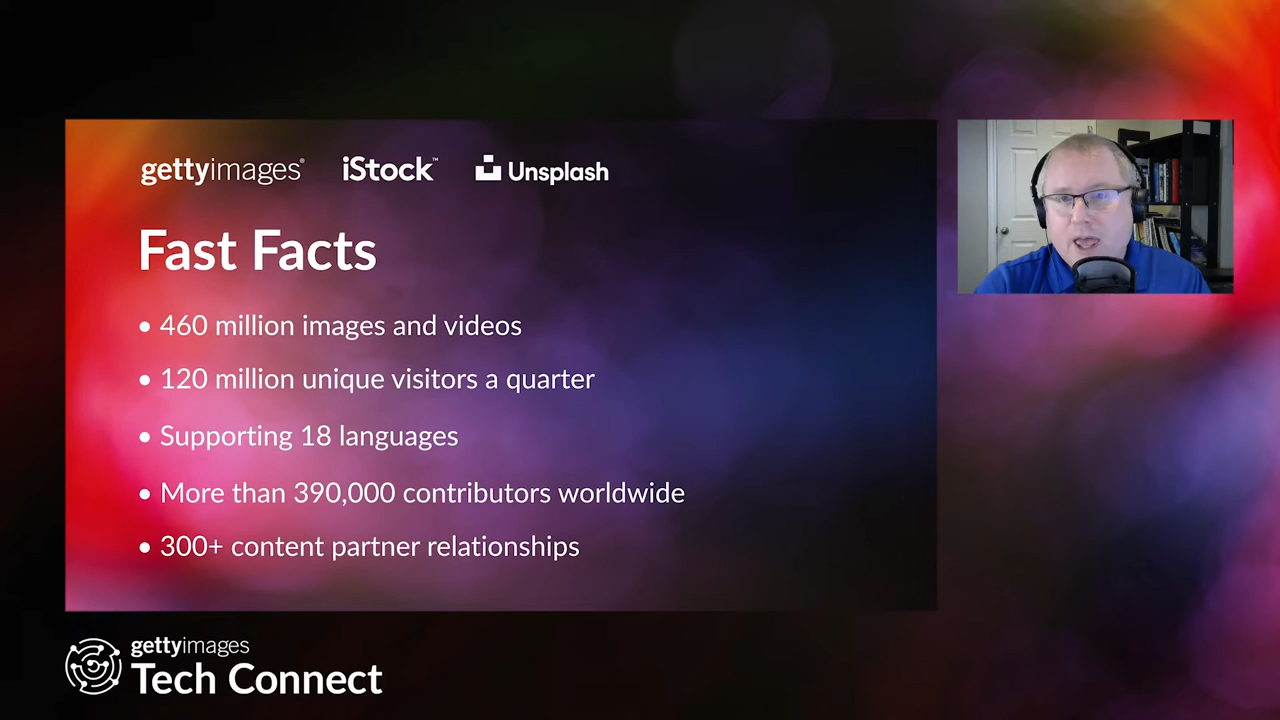 gettyimages®
iStock™
Unsplash
Fast Facts
• 460 million images and videos
• 120 million unique visitors a quarter
• Supporting 18 languages
• More than 390,000 contributors worldwide
• 300+ content partner relationships
gettyimages
Tech Connect